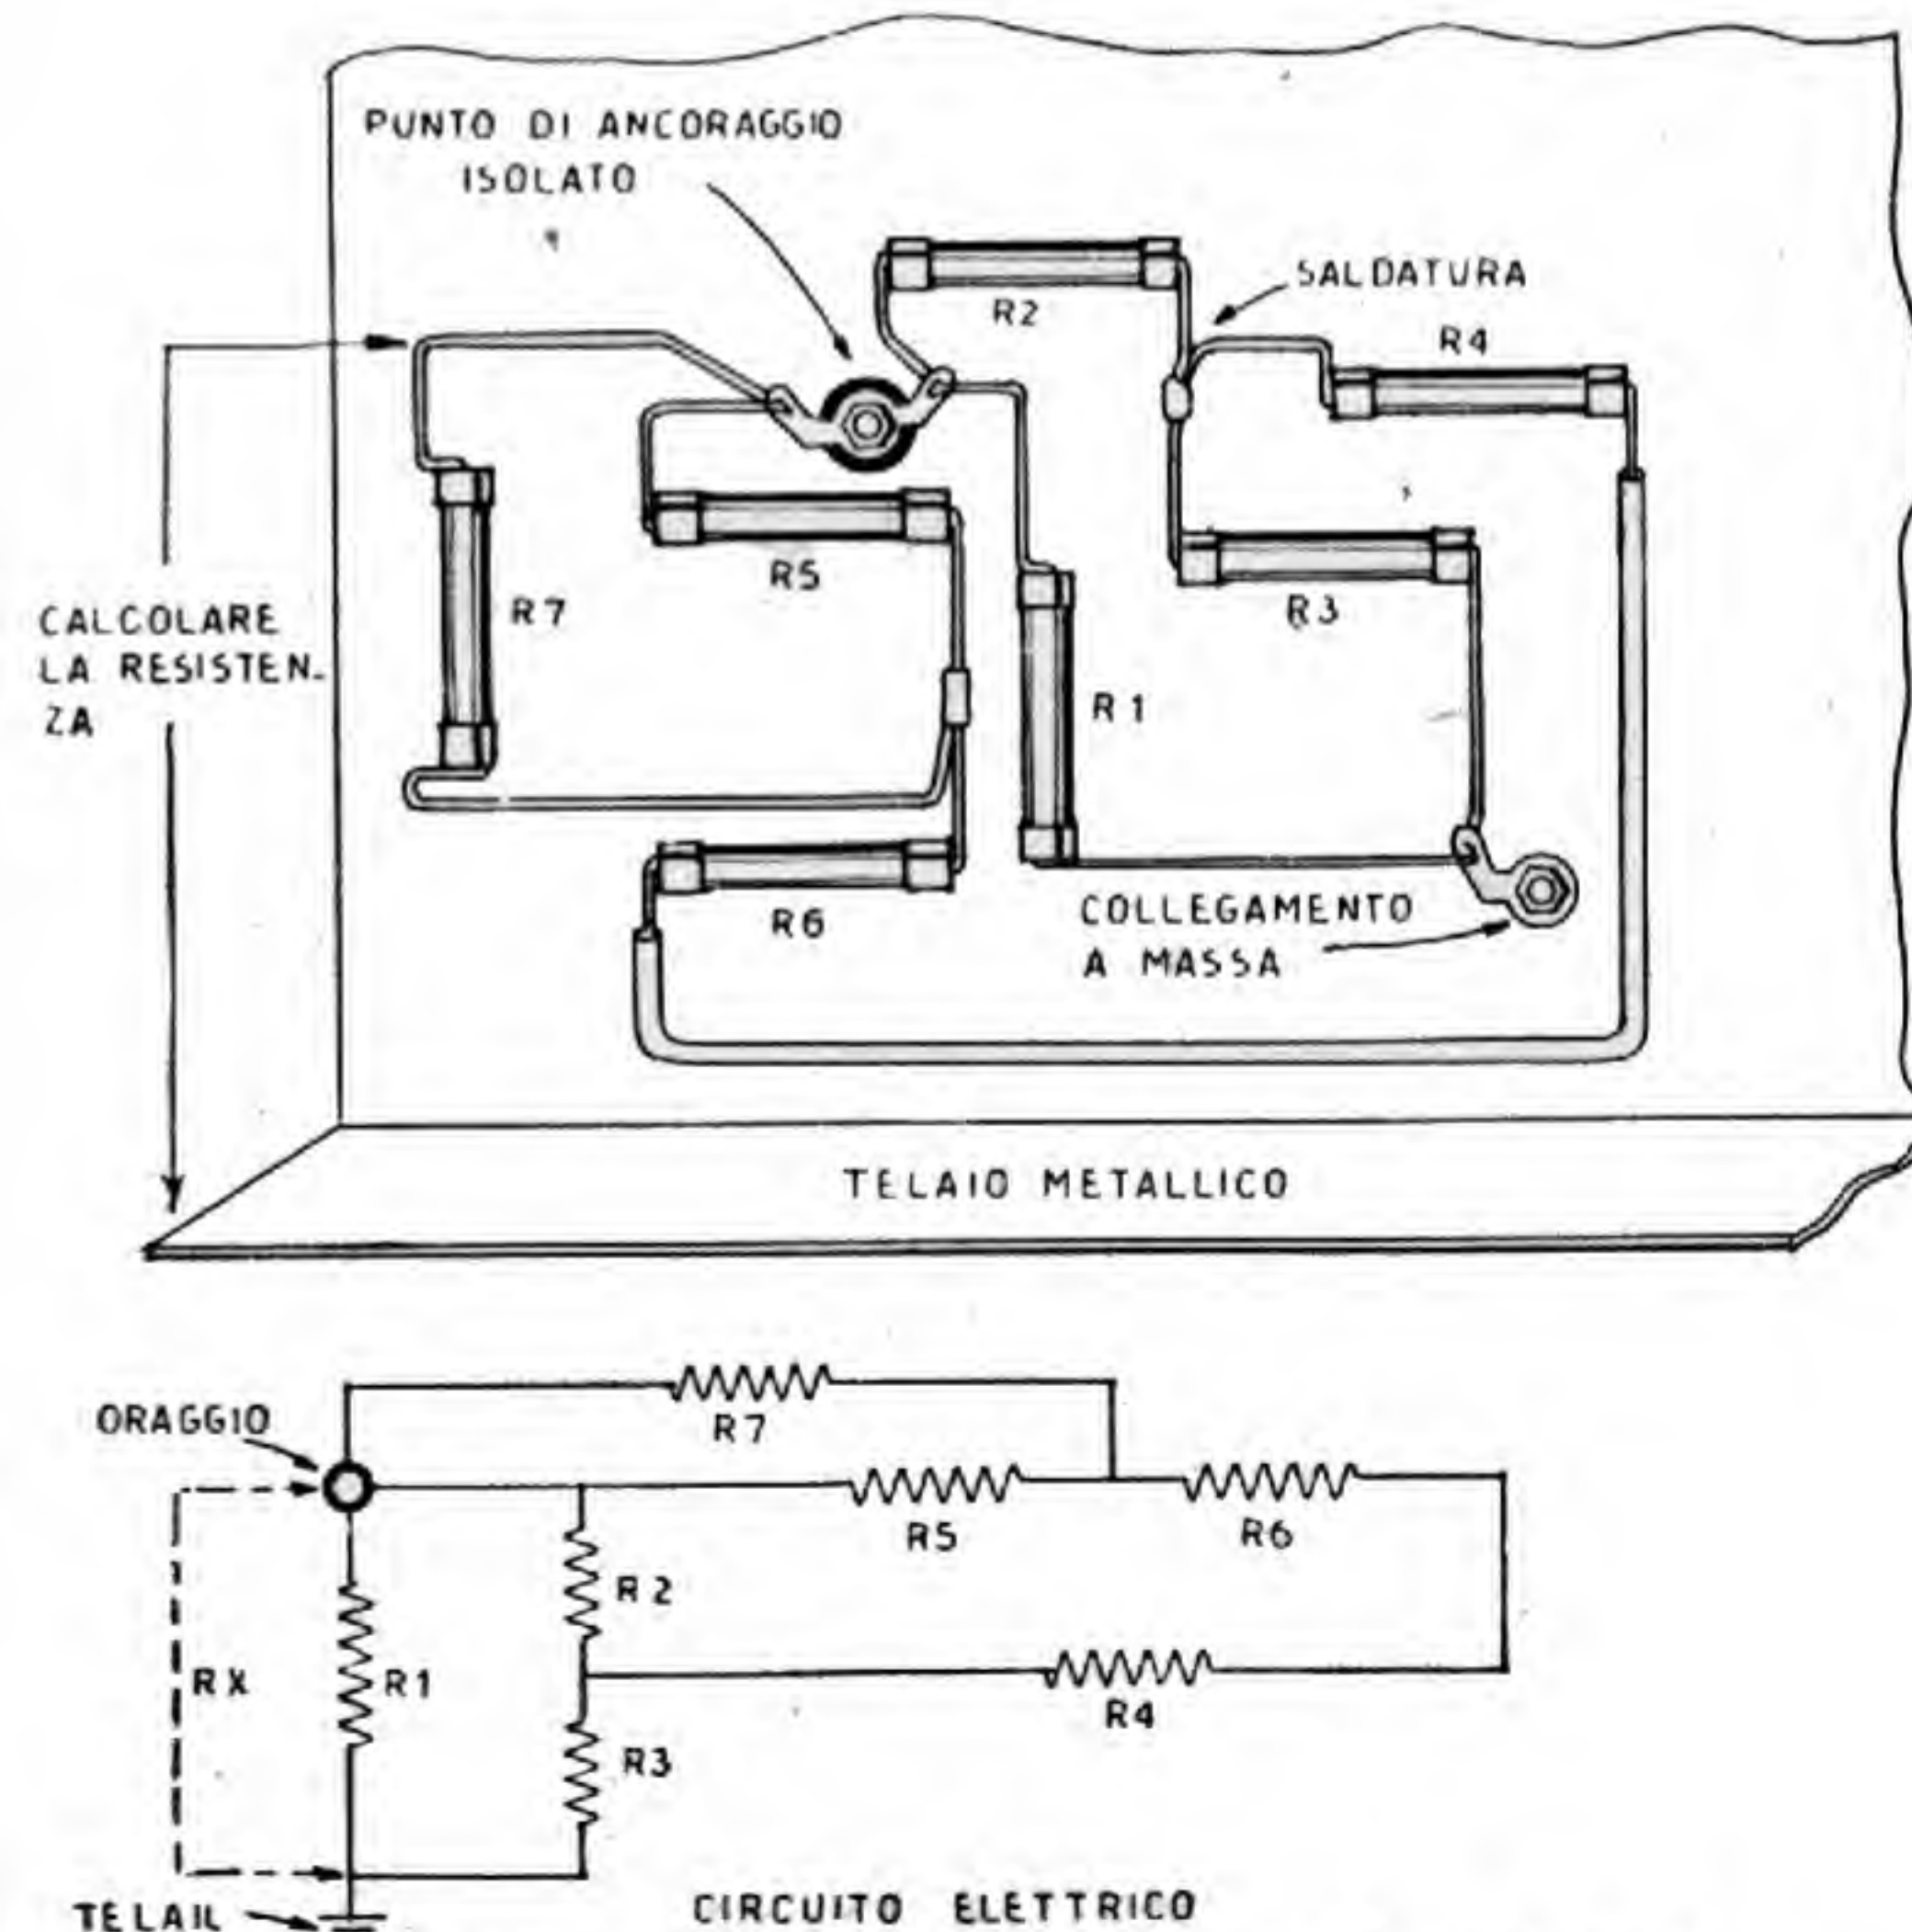 PUNTO DI ANCORAGGIO
ISOLATO
SALDATURA
R2
R4
R5
R7
R3
CALCOLARE
LA RESISTEN-
ZA
R1
R6
COLLEGAMENTO
A MASSA
TELAIO METALLICO
ORAGGIO
R7
R5
R6
R2
RX
R1
R4
R3
TELAIL
CIRCUITO ELETTRICO